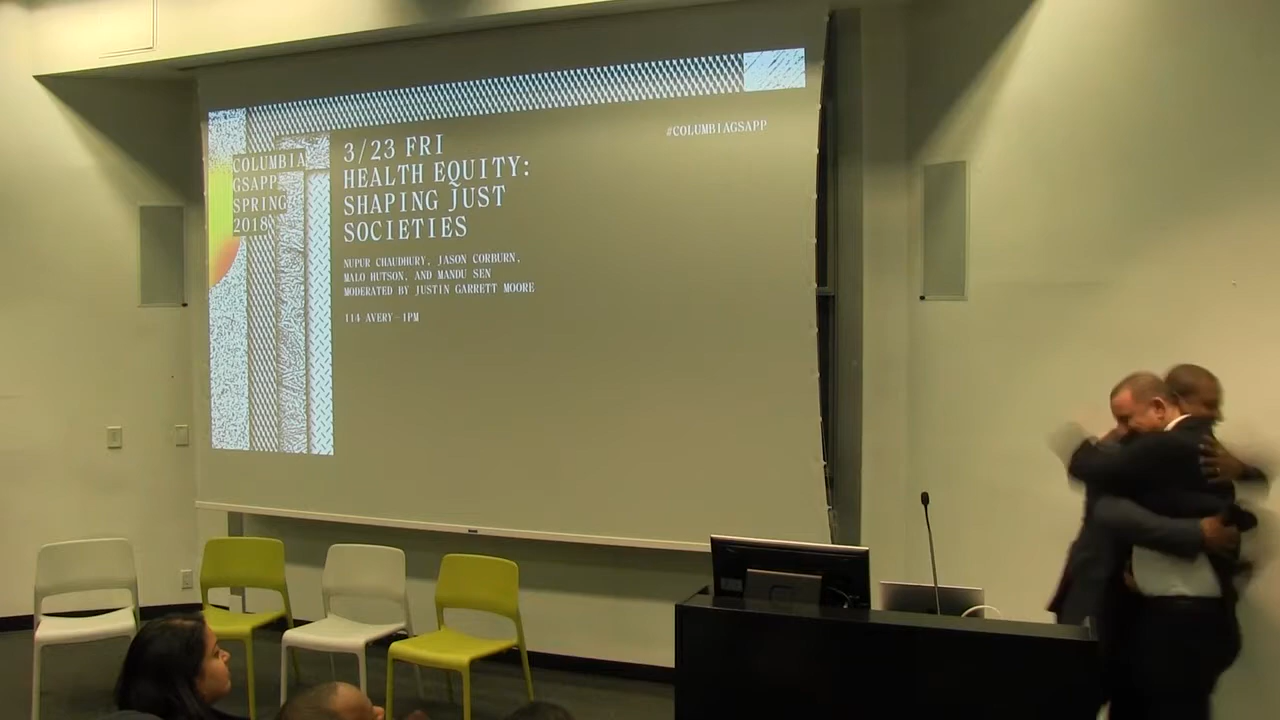 COLUMBIA
GSAPP
SPRING
2018
3/23 FRI
HEALTH EQUITY:
SHAPING JUST
SOCIETIES
NUPUR CHAUDHURY, JASON CORBURN,
MALO HUTSON, AND MANDU SEN
MODERATED BY JUSTIN GARRETT MOORE
114 AVERY-1PM
#COLUMBIAGSAPP